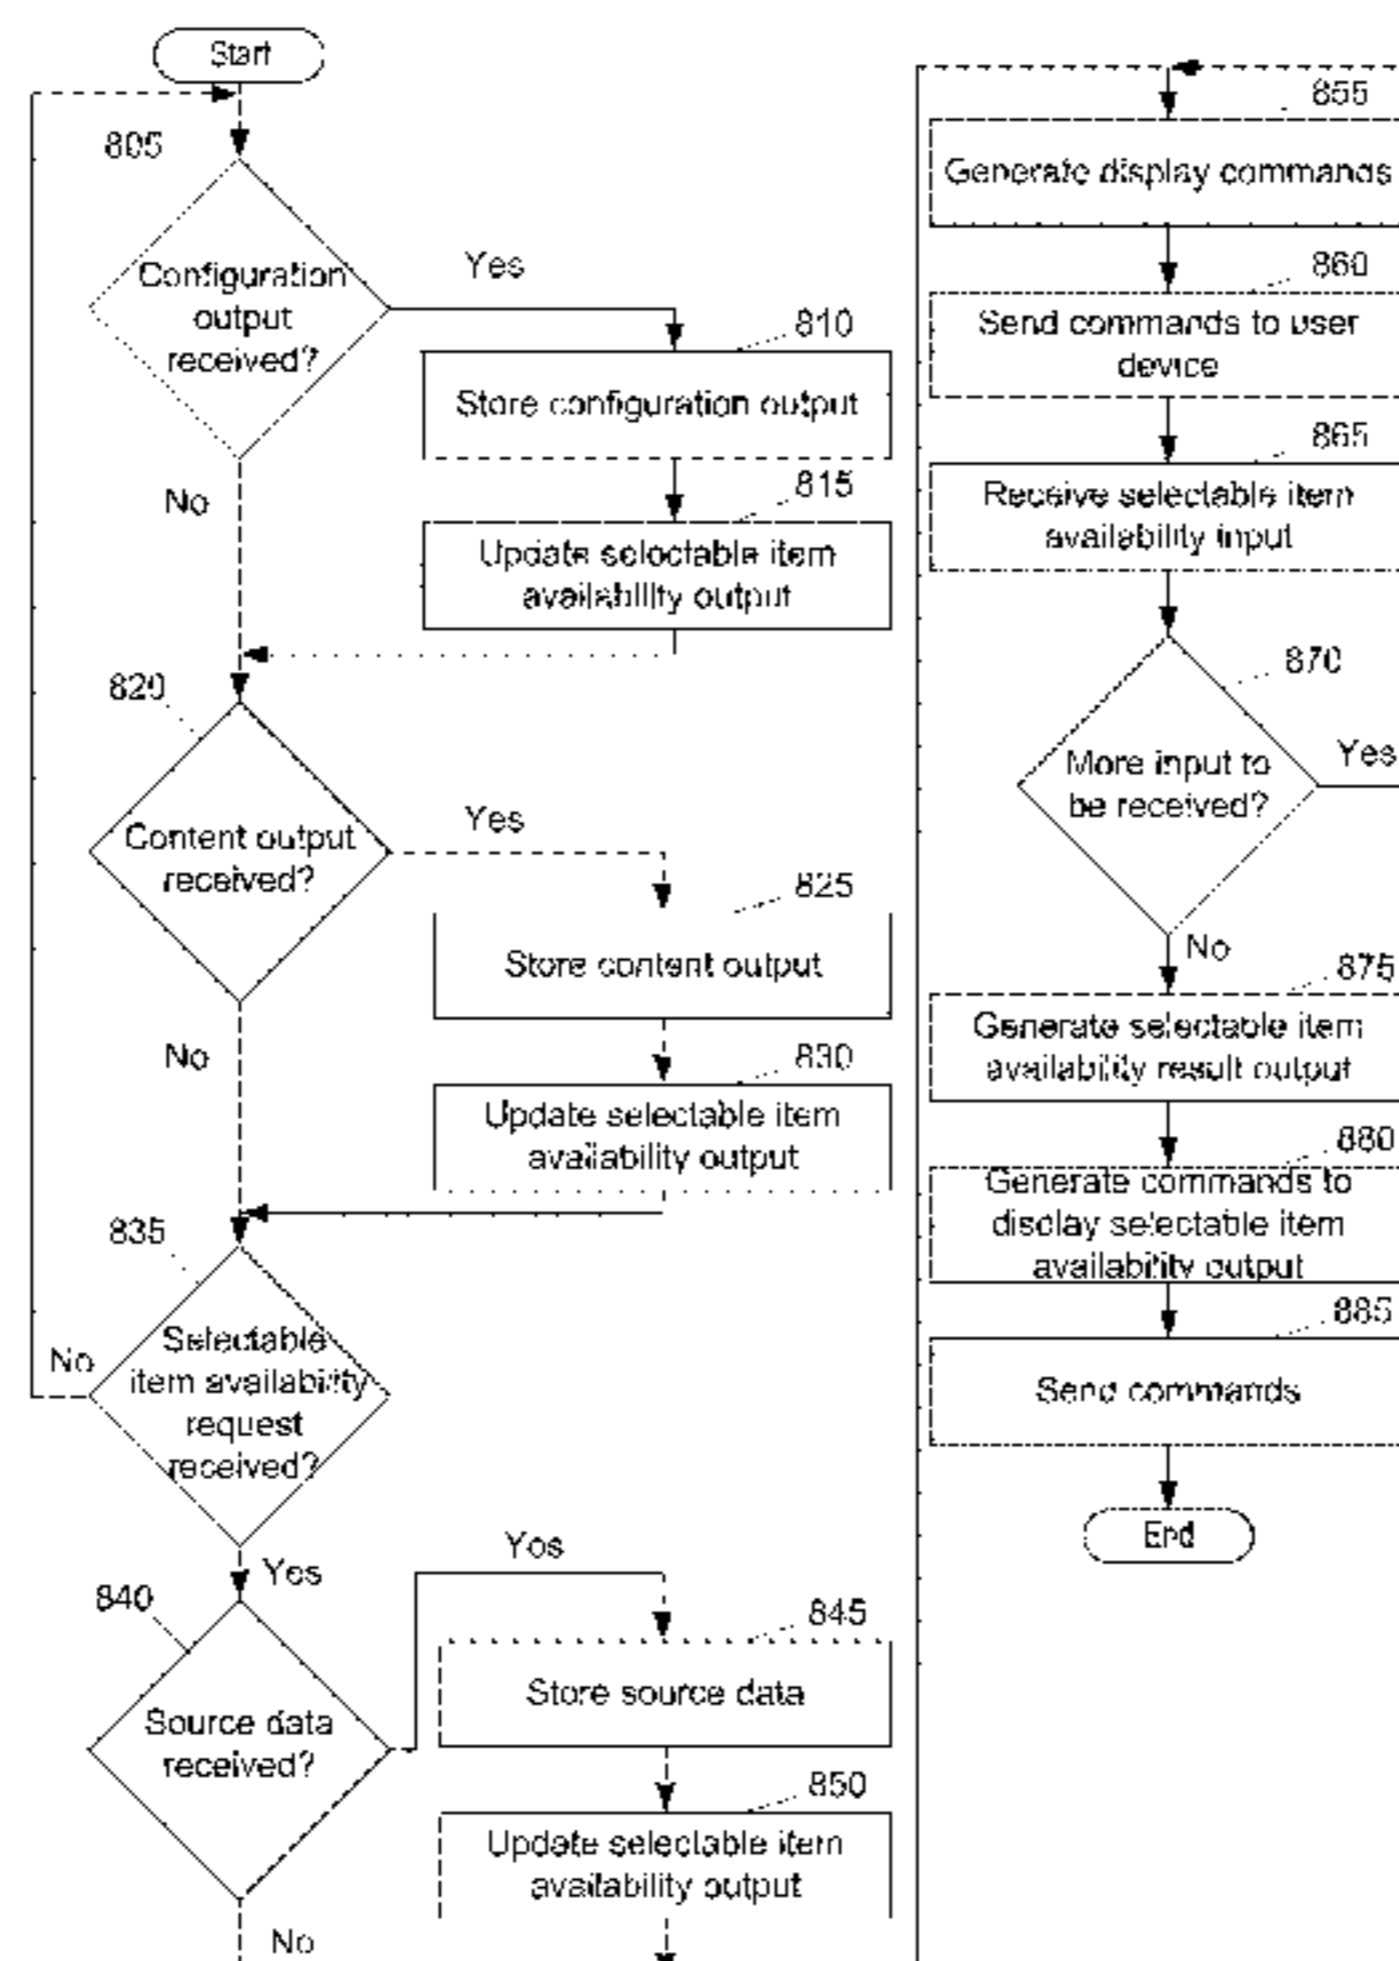 Start
805
Configuration
output
received?
Yes
810
Store configuration output
No
815
Update selectable item
availability output
820
Content output
received?
Yes
825
Store content output
No
830
Update selectable item
availability output
835
Selectable
item availability
request
received?
No
Yes
840
Source data
received?
Yes
845
Store source data
850
Update selectable item
availability output
No
855
Generate display commands
860
Send commands to user
device
865
Receive selectable item
availability input
870
More input to
be received?
Yes
No
875
Generate selectable item
availability result output
880
Generate commands to
display selectable item
availability output
885
Send commands
End